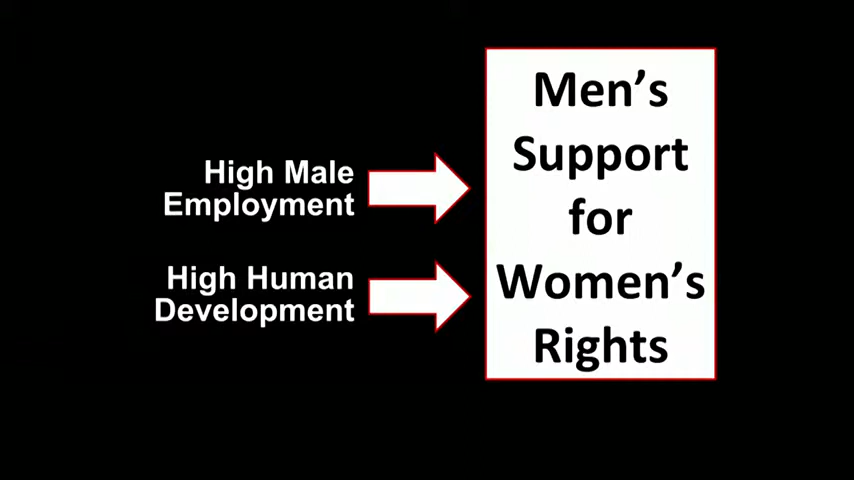 High Male
Employment
High Human
Development
Men’s
Support
for
Women’s
Rights